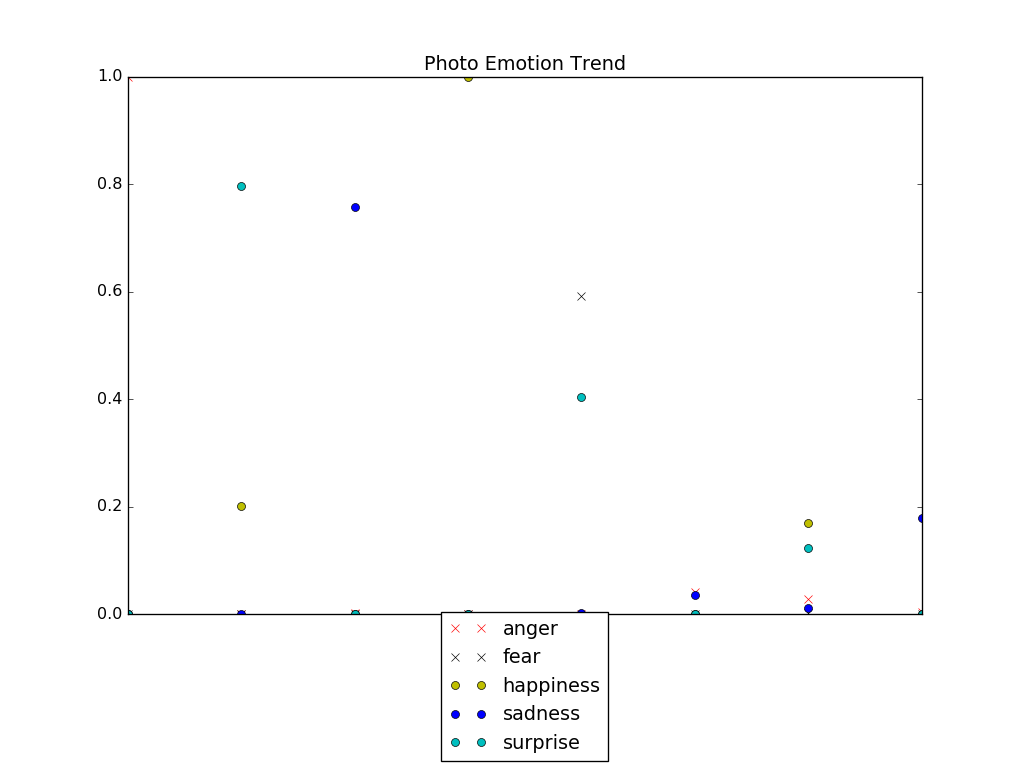 Photo Emotion Trend
1.0
0.8
0.6
0.4
0.2
0.0
anger
fear
happiness
sadness
surprise